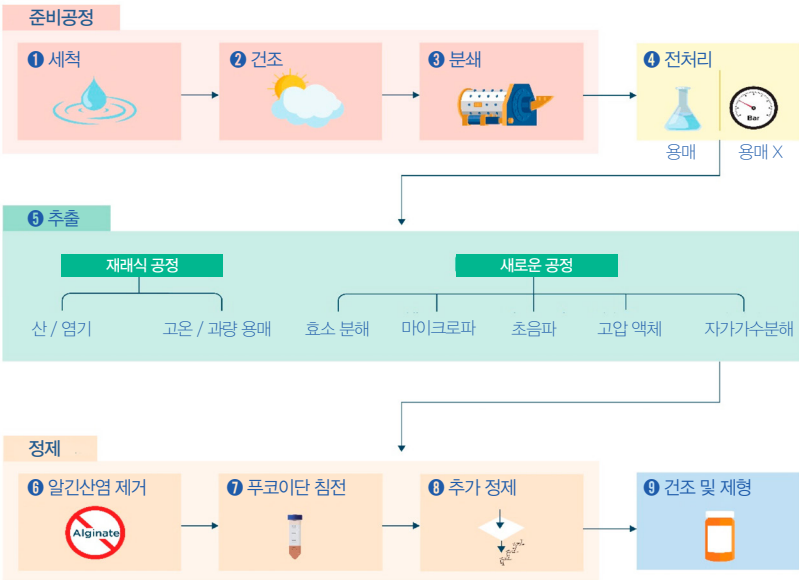 준비공정
❶ 세척
❷ 건조
❸ 분쇄
❹ 전처리
Bar
용매
용매 X
❺ 추출
재래식 공정
새로운 공정
산 / 염기
고온 / 과량 용매
효소 분해
마이크로파
초음파
고압 액체
자가가수분해
정제
❻ 알긴산염 제거
❼ 푸코이단 침전
❽ 추가 정제
❾ 건조 및 제형
Alginate